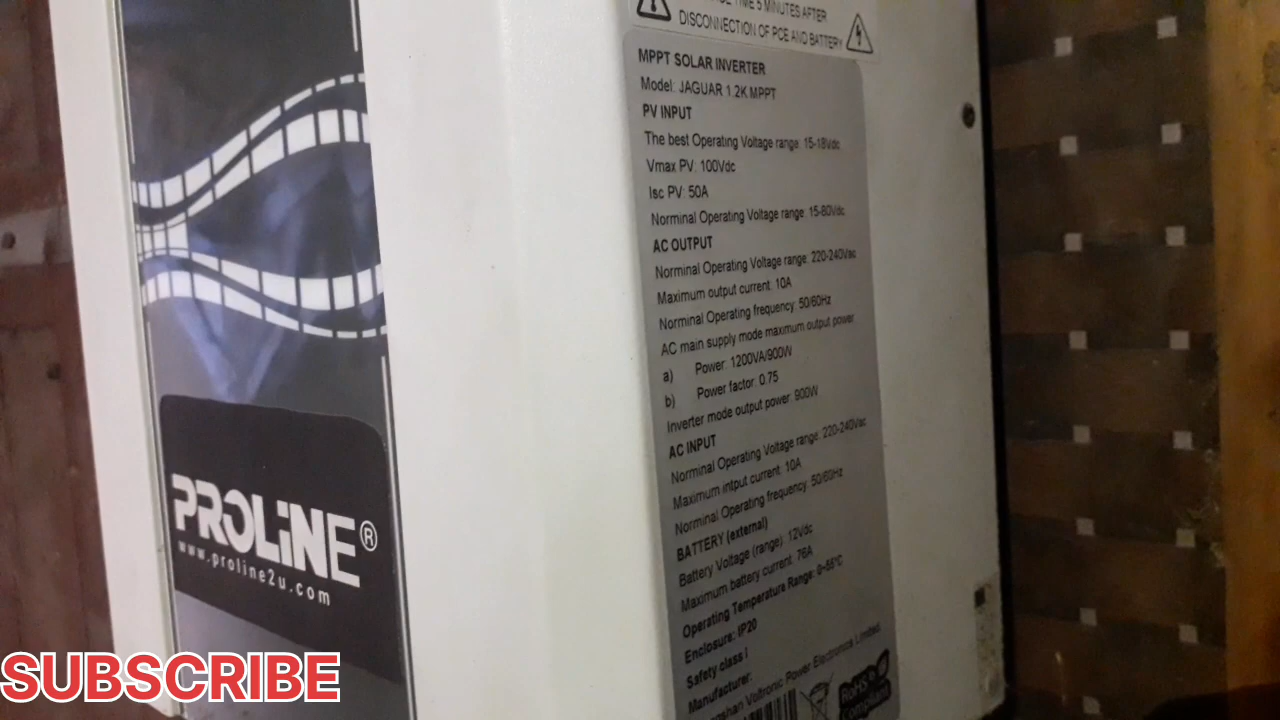 PROLINE®
www.proline2u.com
SUBSCRIBE
TIME 5 MINUTES AFTER
DISCONNECTION OF PCE AND BATTERY
MPPT SOLAR INVERTER
Model: JAGUAR 1.2K MPPT
PV INPUT
The best Operating Voltage range: 15-18Vdc
Vmax PV: 100Vdc
Isc PV: 50A
Norminal Operating Voltage range: 15-80Vdc
AC OUTPUT
Norminal Operating Voltage range: 220-240Vac
Maximum output current: 10A
Norminal Operating frequency: 50/60Hz
AC main supply mode maximum output power
a) Power: 1200VA/900W
b) Power factor: 0.75
Inverter mode output power: 900W
AC INPUT
Norminal Operating Voltage range: 220-240Vac
Maximum intput current: 10A
Norminal Operating frequency: 50/60Hz
BATTERY (external)
Battery Voltage (range): 12Vdc
Maximum battery current: 76A
Operating Temperature Range: 0~55°C
Enclosure: IP20
Safety class I
Manufacturer:
Voltronic Power Electronics Limited
RoHS
compliant